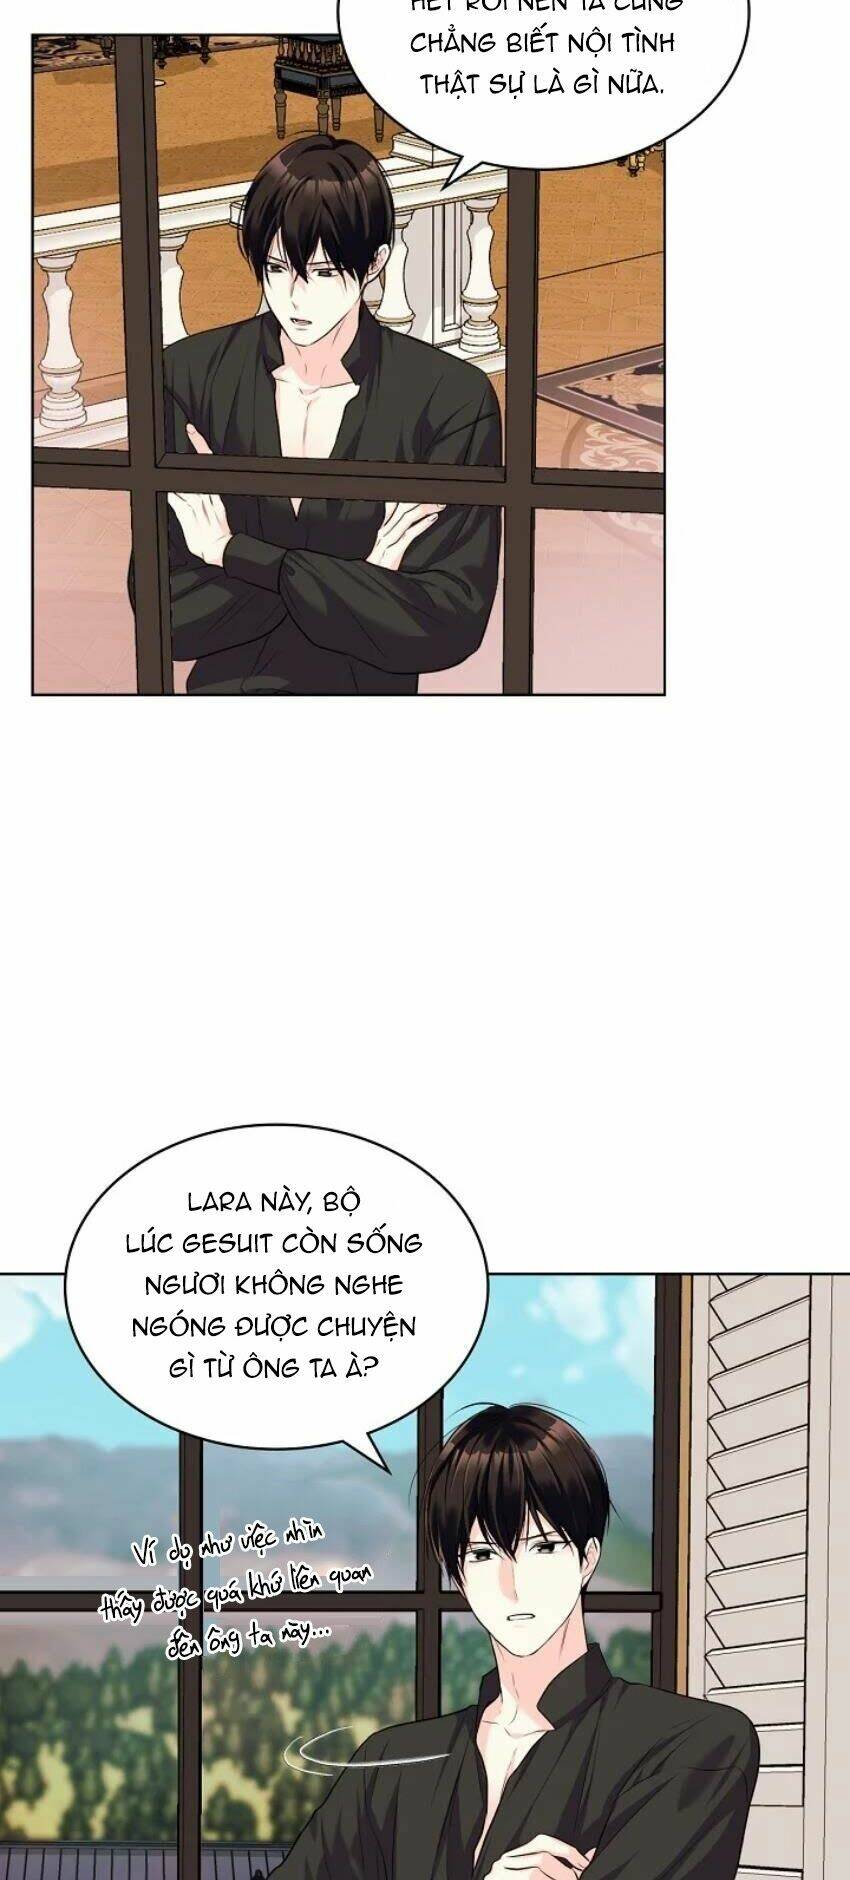 HẾT RỒI NÊN TA CŨNG
CHẲNG BIẾT NỘI TÌNH
THẬT SỰ LÀ GÌ NỮA.
LARA NÀY, BỘ
LÚC GESUIT CÒN SỐNG
NGƯƠI KHÔNG NGHE
NGÓNG ĐƯỢC CHUYỆN
GÌ TỪ ÔNG TA À?
Ví dụ như việc nhìn
thấy được quá khứ liên quan
đến ông ta này...